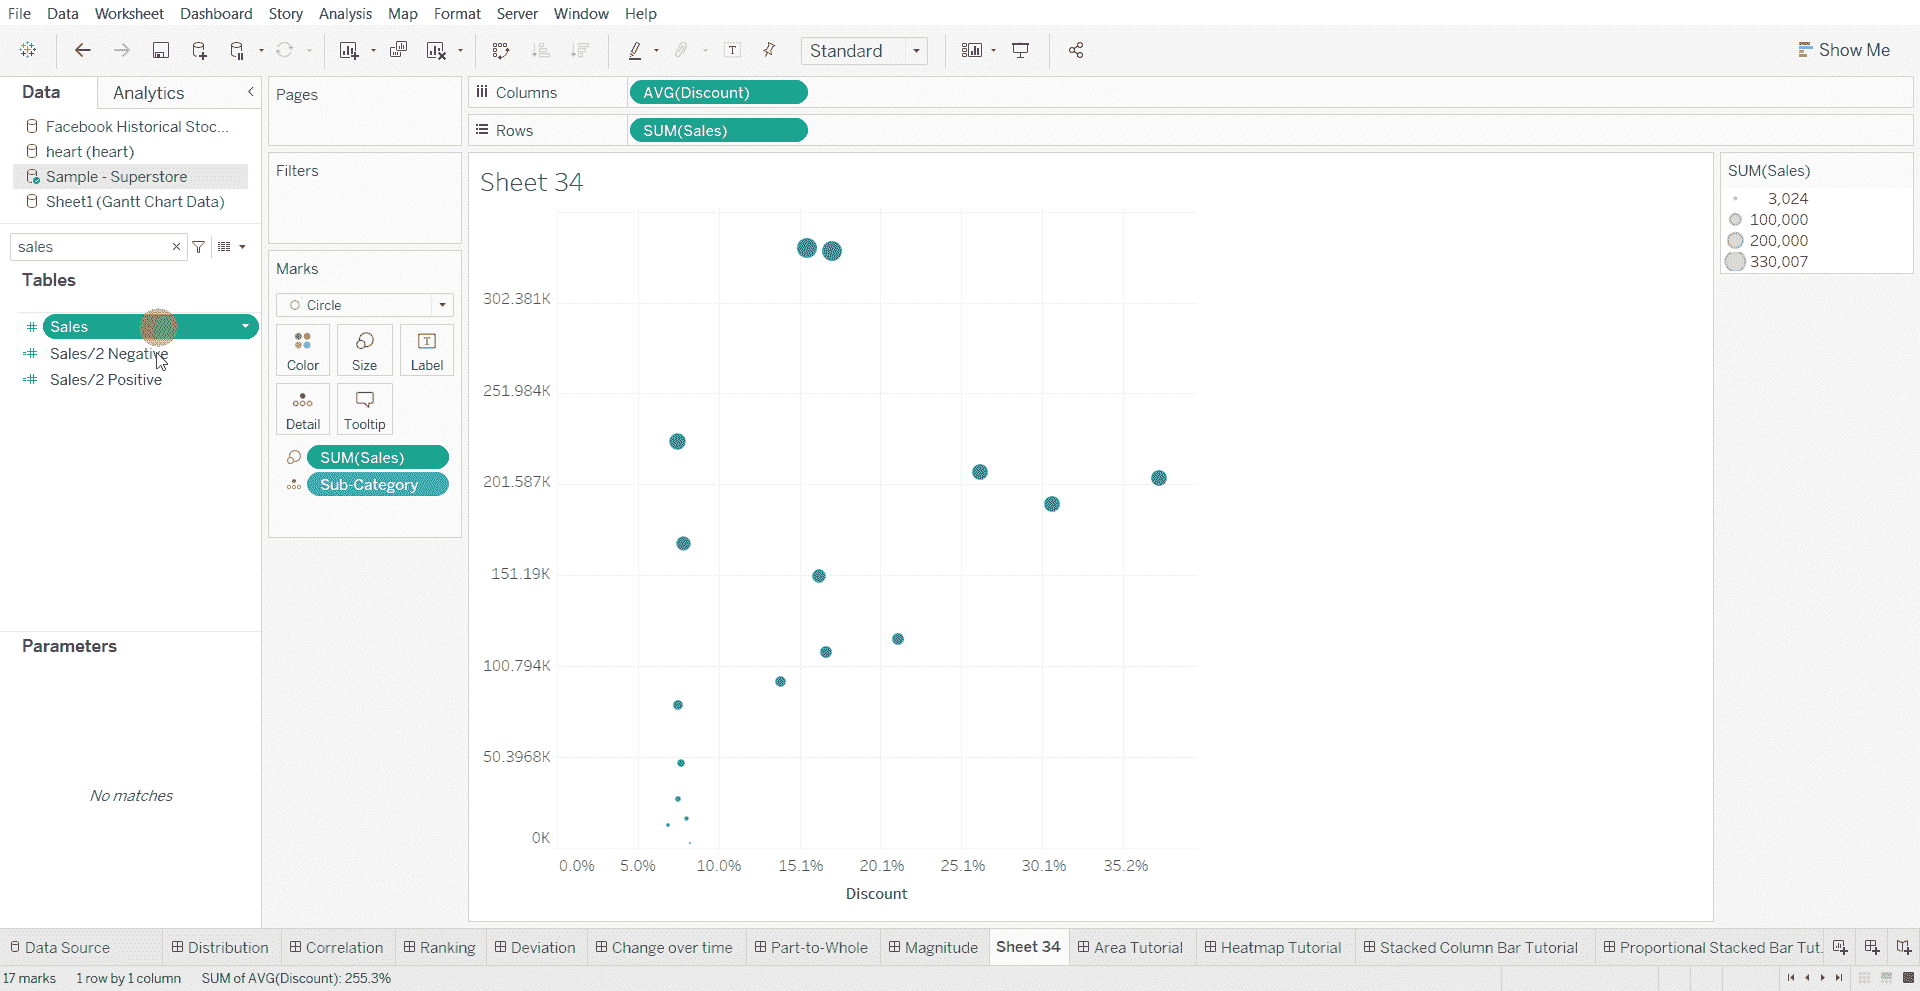 File Data Worksheet Dashboard Story Analysis Map Format Server Window Help
Standard
Show Me
Data Analytics
Facebook Historical Stoc...
heart (heart)
Sample - Superstore
Sheet1 (Gantt Chart Data)
sales
Tables
Sales
Sales/2 Negative
Sales/2 Positive
Parameters
No matches
Pages
Filters
Marks
Circle
Color Size Label
Detail Tooltip
SUM(Sales)
Sub-Category
Columns AVG(Discount)
Rows SUM(Sales)
Sheet 34
302.381K
251.984K
201.587K
151.19K
100.794K
50.3968K
0K
0.0% 5.0% 10.0% 15.1% 20.1% 25.1% 30.1% 35.2%
Discount
SUM(Sales)
3,024
100,000
200,000
330,007
Data Source Distribution Correlation Ranking Deviation Change over time Part-to-Whole Magnitude Sheet 34 Area Tutorial Heatmap Tutorial Stacked Column Bar Tutorial Proportional Stacked Bar Tut...
17 marks 1 row by 1 column SUM of AVG(Discount): 255.3%